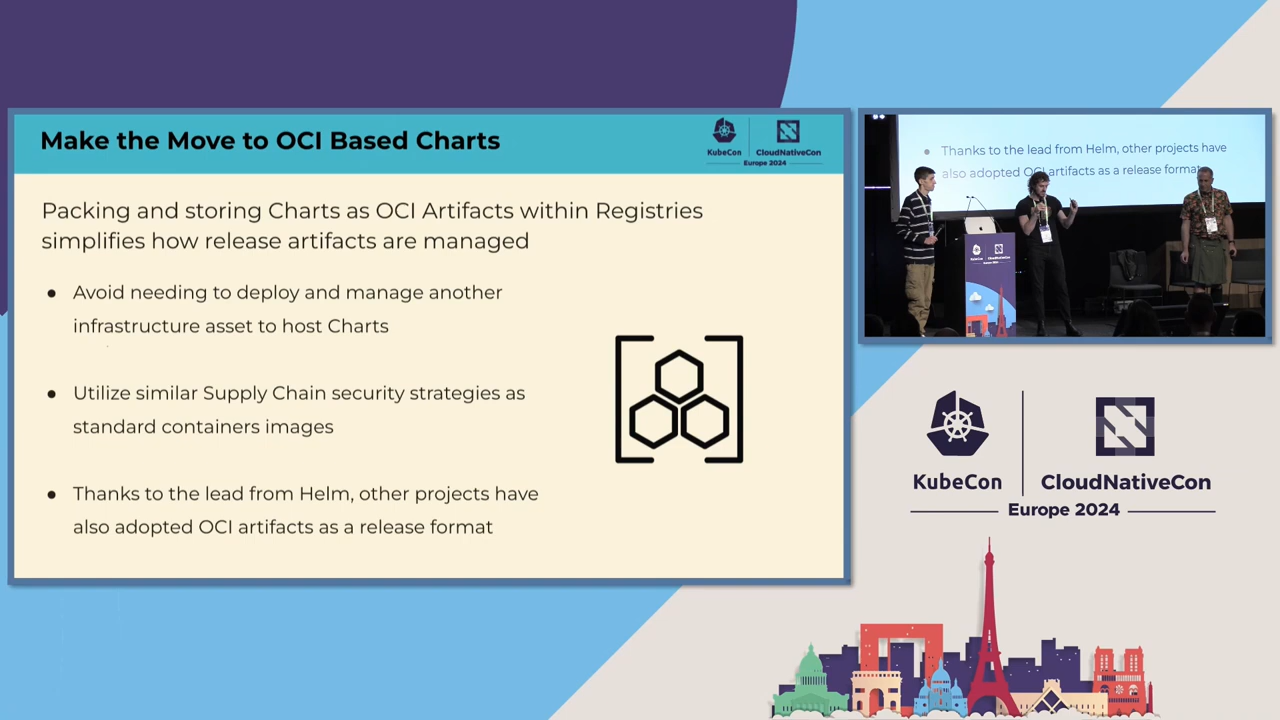 Make the Move to OCI Based Charts
KubeCon
CloudNativeCon
Europe 2024
Packing and storing Charts as OCI Artifacts within Registries
simplifies how release artifacts are managed
● Avoid needing to deploy and manage another
infrastructure asset to host Charts
● Utilize similar Supply Chain security strategies as
standard containers images
● Thanks to the lead from Helm, other projects have
also adopted OCI artifacts as a release format
● Thanks to the lead from Helm, other projects have
also adopted OCI artifacts as a release format
KubeCon
CloudNativeCon
Europe 2024